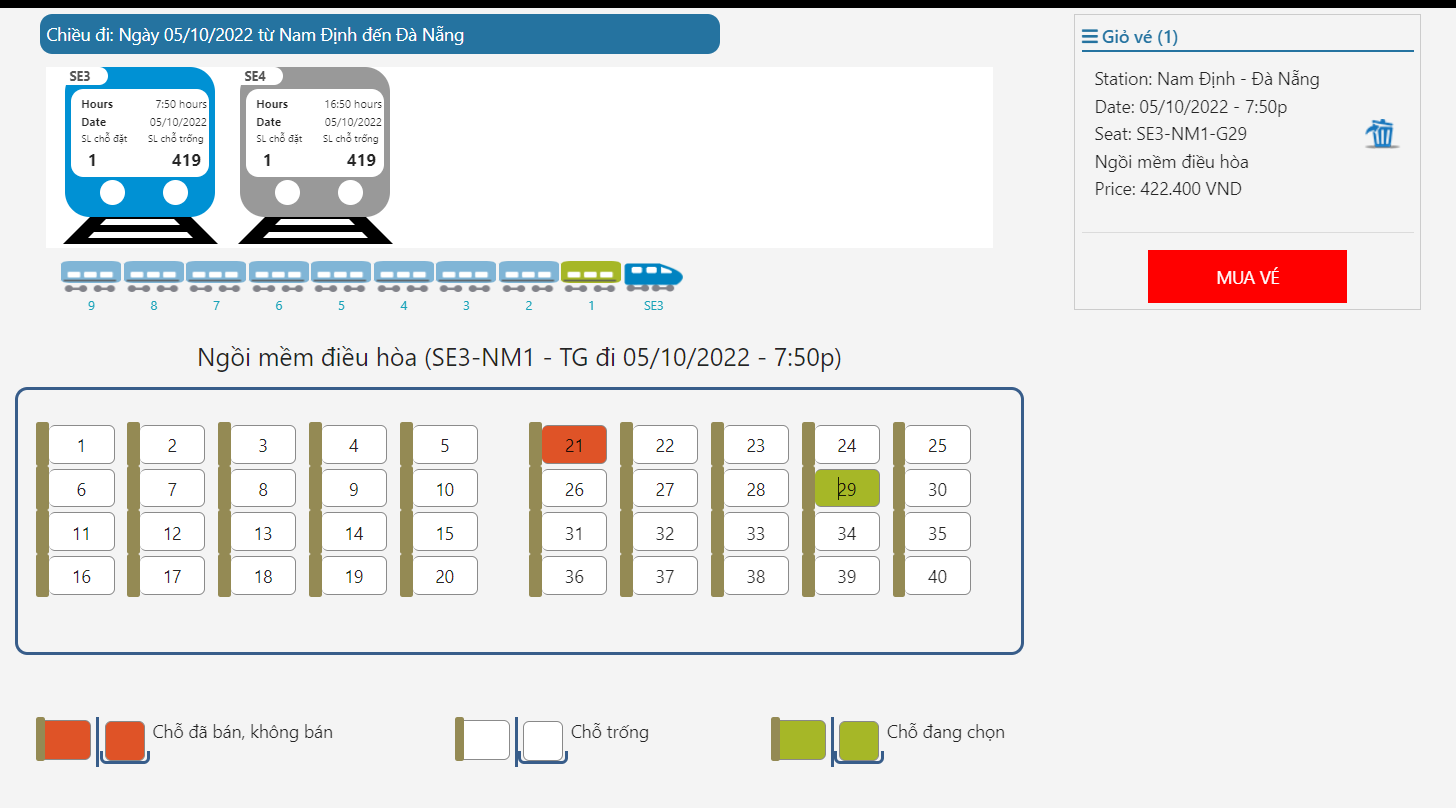 Chiều đi: Ngày 05/10/2022 từ Nam Định đến Đà Nẵng
SE3
Hours 7:50 hours
Date 05/10/2022
SL chỗ đặt SL chỗ trống
1 419
SE4
Hours 16:50 hours
Date 05/10/2022
SL chỗ đặt SL chỗ trống
1 419
9 8 7 6 5 4 3 2 1 SE3
Ngồi mềm điều hòa (SE3-NM1 - TG đi 05/10/2022 - 7:50p)
1 2 3 4 5 21 22 23 24 25
6 7 8 9 10 26 27 28 29 30
11 12 13 14 15 31 32 33 34 35
16 17 18 19 20 36 37 38 39 40
Chỗ đã bán, không bán Chỗ trống Chỗ đang chọn
Giỏ vé (1)
Station: Nam Định - Đà Nẵng
Date: 05/10/2022 - 7:50p
Seat: SE3-NM1-G29
Ngồi mềm điều hòa
Price: 422.400 VND
MUA VÉ